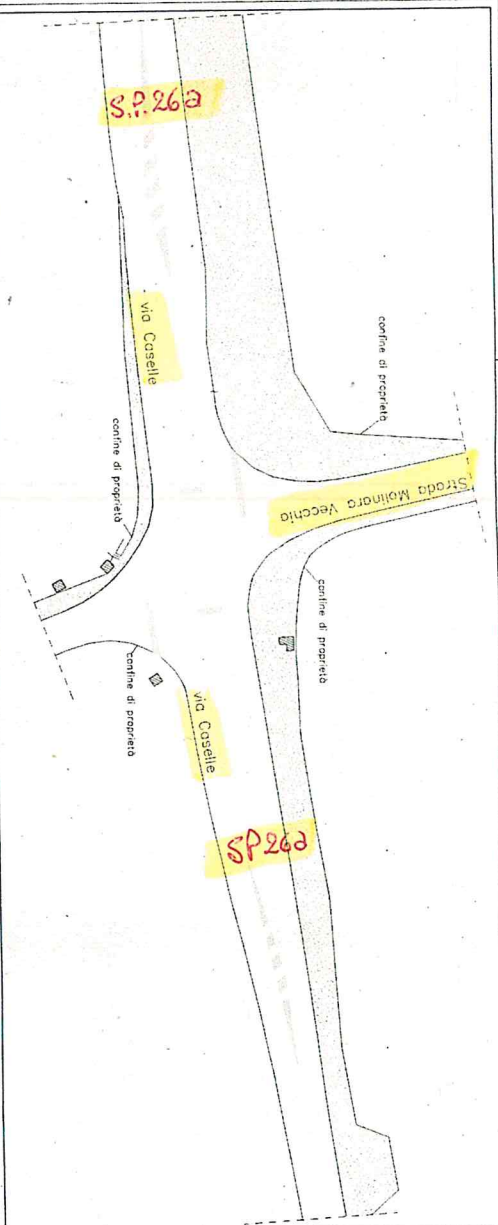 S.P. 26a
via Caselle
confine di proprietà
confine di proprietà
Strada Molinara Vecchia
confine di proprietà
confine di proprietà
via Caselle
SP26a